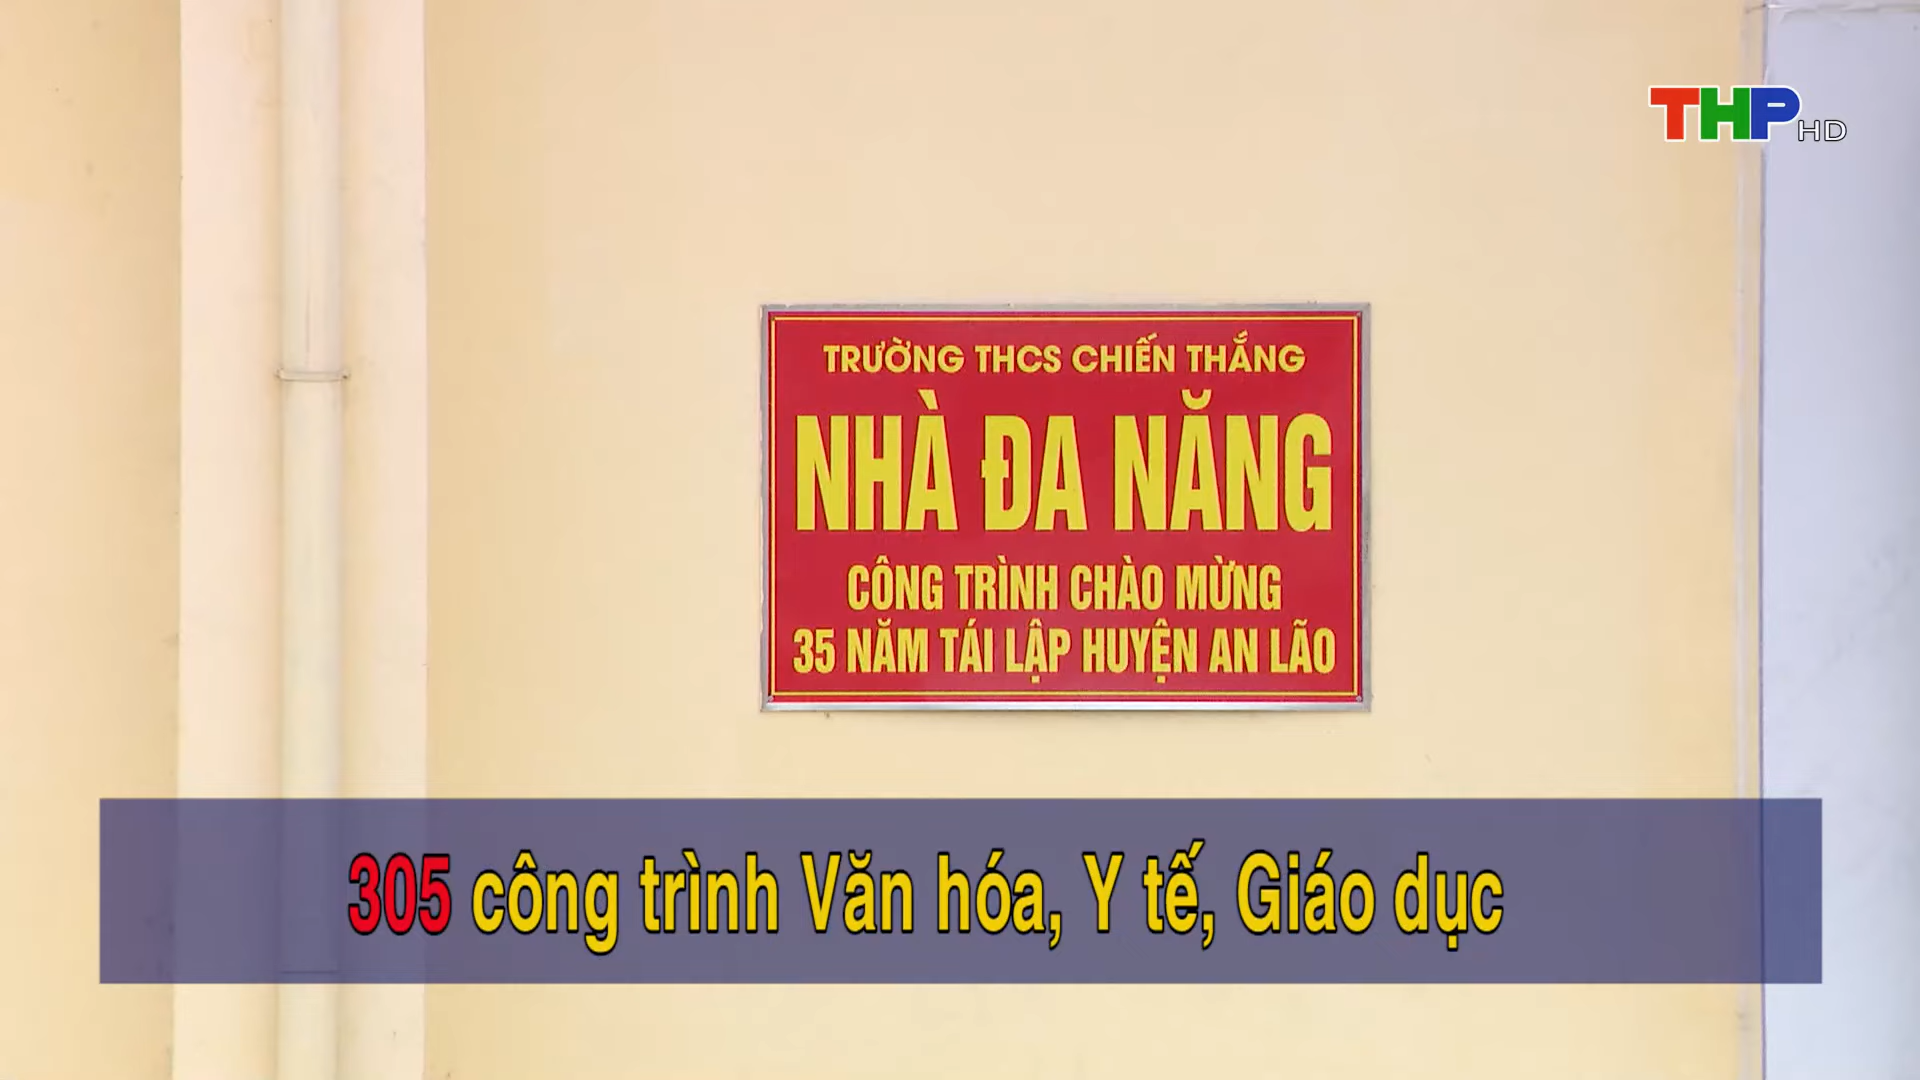 THP HD
TRƯỜNG THCS CHIẾN THẮNG
NHÀ ĐA NĂNG
CÔNG TRÌNH CHÀO MỪNG
35 NĂM TÁI LẬP HUYỆN AN LÃO
305 công trình Văn hóa, Y tế, Giáo dục